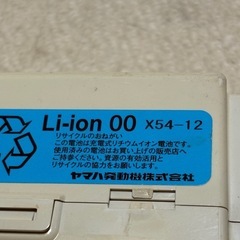 Li-ion 00 X54-12
リサイクルのおねがい
この電池は充電式リチウムイオン電池です。
使用済みの電池はお買い上げの販売店へ
お持ちください。資源の有効活用と
リサイクルの協力をお願いします。
ヤマハ発動機株式会社